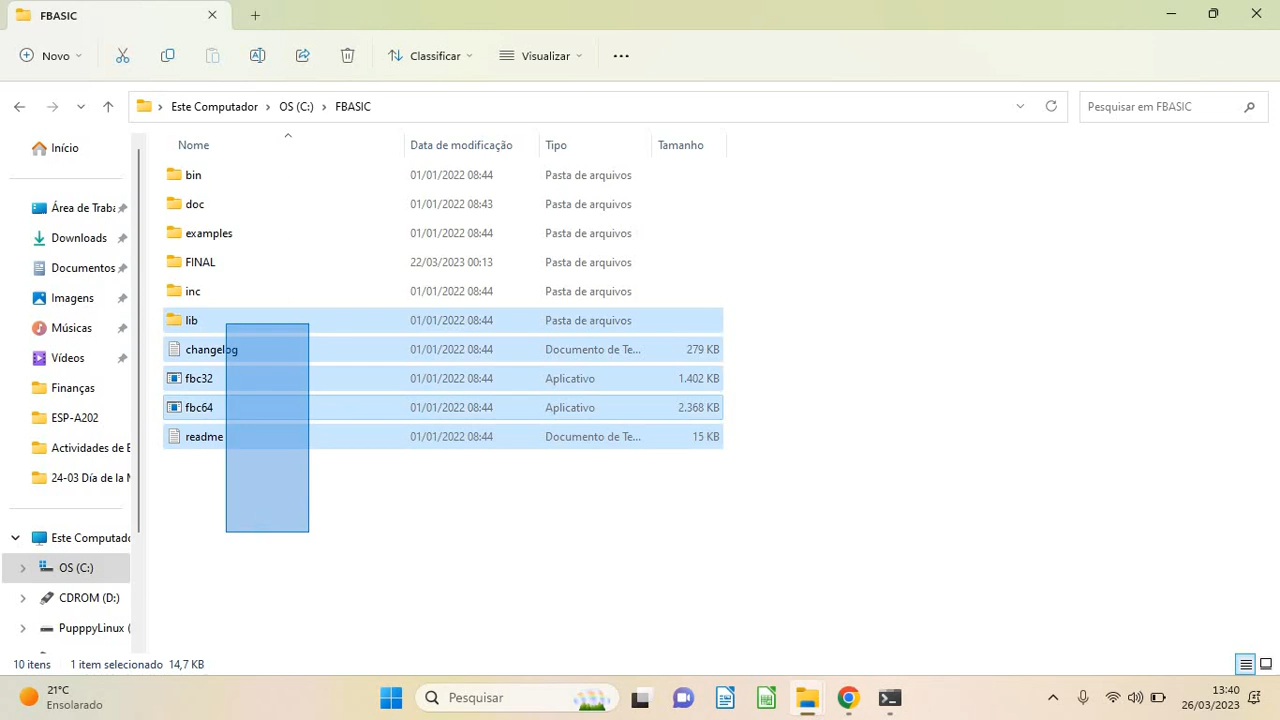 FBASIC
Novo
Classificar
Visualizar
Este Computador
OS (C:)
FBASIC
Pesquisar em FBASIC
Início
Área de Traba
Downloads
Documentos
Imagens
Músicas
Vídeos
Finanças
ESP-A202
Actividades de E
24-03 Día de la M
Este Computado
OS (C:)
CDROM (D:)
PupppyLinux (
Nome Data de modificação Tipo Tamanho
bin 01/01/2022 08:44 Pasta de arquivos
doc 01/01/2022 08:43 Pasta de arquivos
examples 01/01/2022 08:44 Pasta de arquivos
FINAL 22/03/2023 00:13 Pasta de arquivos
inc 01/01/2022 08:44 Pasta de arquivos
lib 01/01/2022 08:44 Pasta de arquivos
changelog 01/01/2022 08:44 Documento de Te... 279 KB
fbc32 01/01/2022 08:44 Aplicativo 1.402 KB
fbc64 01/01/2022 08:44 Aplicativo 2.368 KB
readme 01/01/2022 08:44 Documento de Te... 15 KB
10 itens 1 item selecionado 14,7 KB
21°C
Ensolarado
Pesquisar
13:40
26/03/2023